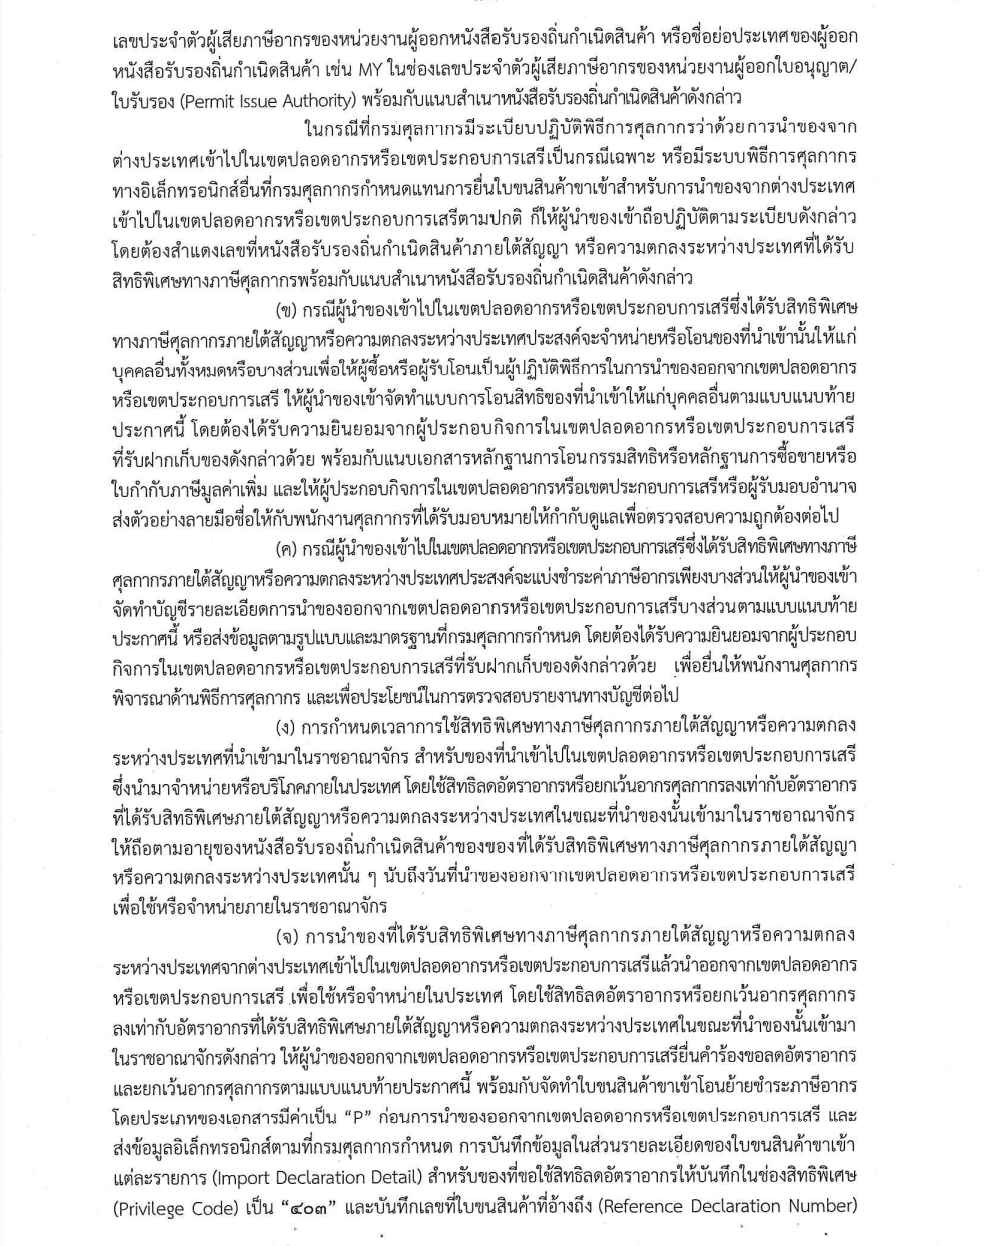 เลขประจำตัวผู้เสียภาษีอากรของหน่วยงานผู้ออกหนังสือรับรองถิ่นกำเนิดสินค้า หรือชื่อย่อประเทศของผู้ออก
หนังสือรับรองถิ่นกำเนิดสินค้า เช่น MY ในช่องเลขประจำตัวผู้เสียภาษีอากรของหน่วยงานผู้ออกใบอนุญาต/
ใบรับรอง (Permit Issue Authority) พร้อมกับแนบสำเนาหนังสือรับรองถิ่นกำเนิดสินค้าดังกล่าว
ในกรณีที่กรมศุลกากรมีระเบียบปฏิบัติพิธีการศุลกากรว่าด้วยการนำของจาก
ต่างประเทศเข้าไปในเขตปลอดอากรหรือเขตประกอบการเสรีเป็นกรณีเฉพาะ หรือมีระบบพิธีการศุลกากร
ทางอิเล็กทรอนิกส์อื่นที่กรมศุลกากรกำหนดแทนการยื่นใบขนสินค้าขาเข้าสำหรับการนำของจากต่างประเทศ
เข้าไปในเขตปลอดอากรหรือเขตประกอบการเสรีตามปกติ ก็ให้ผู้นำของเข้าถือปฏิบัติตามระเบียบดังกล่าว
โดยต้องสำแดงเลขที่หนังสือรับรองถิ่นกำเนิดสินค้าภายใต้สัญญา หรือความตกลงระหว่างประเทศที่ได้รับ
สิทธิพิเศษทางภาษีศุลกากรพร้อมกับแนบสำเนาหนังสือรับรองถิ่นกำเนิดสินค้าดังกล่าว
(ข) กรณีผู้นำของเข้าไปในเขตปลอดอากรหรือเขตประกอบการเสรีซึ่งได้รับสิทธิพิเศษ
ทางภาษีศุลกากรภายใต้สัญญาหรือความตกลงระหว่างประเทศประสงค์จะจำหน่ายหรือโอนของที่นำเข้านั้นให้แก่
บุคคลอื่นทั้งหมดหรือบางส่วนเพื่อให้ผู้ซื้อหรือผู้รับโอนเป็นผู้ปฏิบัติพิธีการในการนำของออกจากเขตปลอดอากร
หรือเขตประกอบการเสรี ให้ผู้นำของเข้าจัดทำแบบการโอนสิทธิของที่นำเข้าให้แก่บุคคลอื่นตามแบบแนบท้าย
ประกาศนี้ โดยต้องได้รับความยินยอมจากผู้ประกอบกิจการในเขตปลอดอากรหรือเขตประกอบการเสรี
ที่รับฝากเก็บของดังกล่าวด้วย พร้อมกับแนบเอกสารหลักฐานการโอนกรรมสิทธิหรือหลักฐานการซื้อขายหรือ
ใบกำกับภาษีมูลค่าเพิ่ม และให้ผู้ประกอบกิจการในเขตปลอดอากรหรือเขตประกอบการเสรีหรือผู้รับมอบอำนาจ
ส่งตัวอย่างลายมือชื่อให้กับพนักงานศุลกากรที่ได้รับมอบหมายให้กำกับดูแลเพื่อตรวจสอบความถูกต้องต่อไป
(ค) กรณีผู้นำของเข้าไปในเขตปลอดอากรหรือเขตประกอบการเสรีซึ่งได้รับสิทธิพิเศษทางภาษี
ศุลกากรภายใต้สัญญาหรือความตกลงระหว่างประเทศประสงค์จะแบ่งชำระค่าภาษีอากรเพียงบางส่วนให้ผู้นำของเข้า
จัดทำบัญชีรายละเอียดการนำของออกจากเขตปลอดอากรหรือเขตประกอบการเสรีบางส่วนตามแบบแนบท้าย
ประกาศนี้ หรือส่งข้อมูลตามรูปแบบและมาตรฐานที่กรมศุลกากรกำหนด โดยต้องได้รับความยินยอมจากผู้ประกอบ
กิจการในเขตปลอดอากรหรือเขตประกอบการเสรีที่รับฝากเก็บของดังกล่าวด้วย เพื่อยื่นให้พนักงานศุลกากร
พิจารณาด้านพิธีการศุลกากร และเพื่อประโยชน์ในการตรวจสอบรายงานทางบัญชีต่อไป
(ง) การกำหนดเวลาการใช้สิทธิพิเศษทางภาษีศุลกากรภายใต้สัญญาหรือความตกลง
ระหว่างประเทศที่นำเข้ามาในราชอาณาจักร สำหรับของที่นำเข้าไปในเขตปลอดอากรหรือเขตประกอบการเสรี
ซึ่งนำมาจำหน่ายหรือบริโภคภายในประเทศ โดยใช้สิทธิลดอัตราอากรหรือยกเว้นอากรศุลกากรลงเท่ากับอัตราอากร
ที่ได้รับสิทธิพิเศษภายใต้สัญญาหรือความตกลงระหว่างประเทศในขณะที่นำของนั้นเข้ามาในราชอาณาจักร
ให้ถือตามอายุของหนังสือรับรองถิ่นกำเนิดสินค้าของของที่ได้รับสิทธิพิเศษทางภาษีศุลกากรภายใต้สัญญา
หรือความตกลงระหว่างประเทศนั้น ๆ นับถึงวันที่นำของออกจากเขตปลอดอากรหรือเขตประกอบการเสรี
เพื่อใช้หรือจำหน่ายภายในราชอาณาจักร
(จ) การนำของที่ได้รับสิทธิพิเศษทางภาษีศุลกากรภายใต้สัญญาหรือความตกลง
ระหว่างประเทศจากต่างประเทศเข้าไปในเขตปลอดอากรหรือเขตประกอบการเสรีแล้วนำออกจากเขตปลอดอากร
หรือเขตประกอบการเสรี เพื่อใช้หรือจำหน่ายในประเทศ โดยใช้สิทธิลดอัตราอากรหรือยกเว้นอากรศุลกากร
ลงเท่ากับอัตราอากรที่ได้รับสิทธิพิเศษภายใต้สัญญาหรือความตกลงระหว่างประเทศในขณะที่นำของนั้นเข้ามา
ในราชอาณาจักรดังกล่าว ให้ผู้นำของออกจากเขตปลอดอากรหรือเขตประกอบการเสรียื่นคำร้องขอลดอัตราอากร
และยกเว้นอากรศุลกากรตามแบบแนบท้ายประกาศนี้ พร้อมกับจัดทำใบขนสินค้าขาเข้าโอนย้ายชำระภาษีอากร
โดยประเภทของเอกสารมีค่าเป็น “P” ก่อนการนำของออกจากเขตปลอดอากรหรือเขตประกอบการเสรี และ
ส่งข้อมูลอิเล็กทรอนิกส์ตามที่กรมศุลกากรกำหนด การบันทึกข้อมูลในส่วนรายละเอียดของใบขนสินค้าขาเข้า
แต่ละรายการ (Import Declaration Detail) สำหรับของที่ขอใช้สิทธิลดอัตราอากรให้บันทึกในช่องสิทธิพิเศษ
(Privilege Code) เป็น “๔๐๓” และบันทึกเลขที่ใบขนสินค้าที่อ้างถึง (Reference Declaration Number)